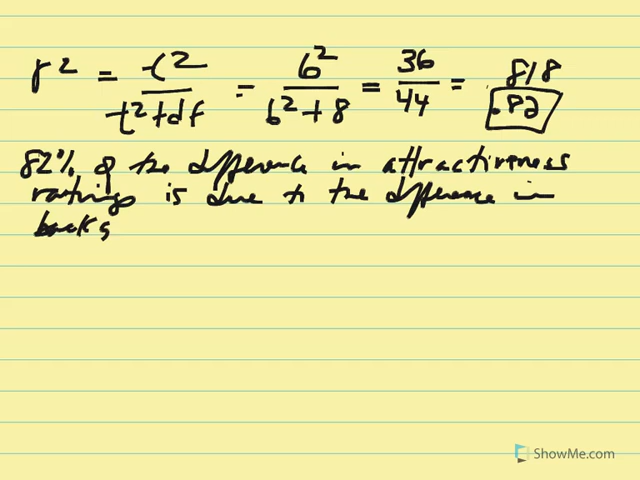 r² = t² / t²+df = 6² / 6²+8 = 36 / 44 = .818
.82
82% of the difference in attractiveness
ratings is due to the difference in
backg
ShowMe.com